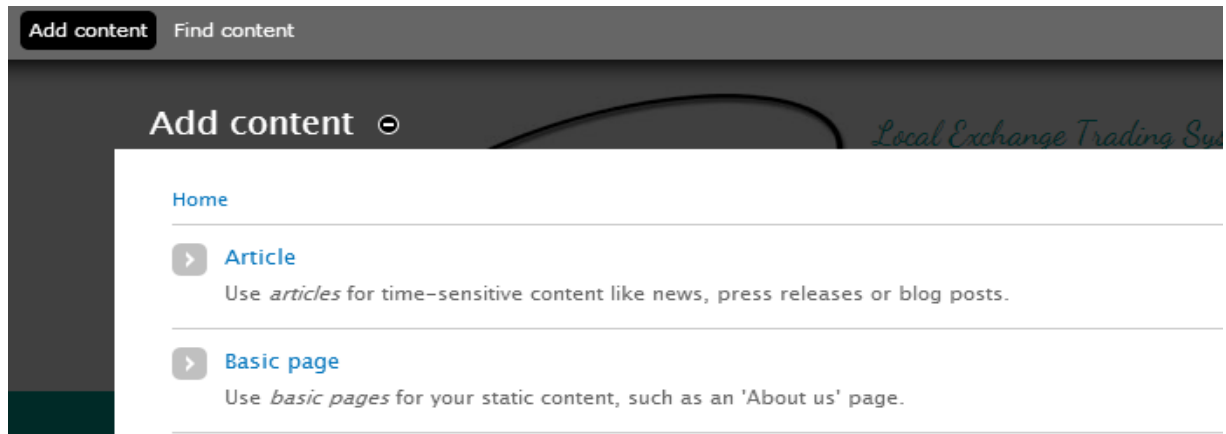 Add content Find content
Add content
Local Exchange Trading
Home
Article
Use articles for time-sensitive content like news, press releases or blog posts.
Basic page
Use basic pages for your static content, such as an 'About us' page.